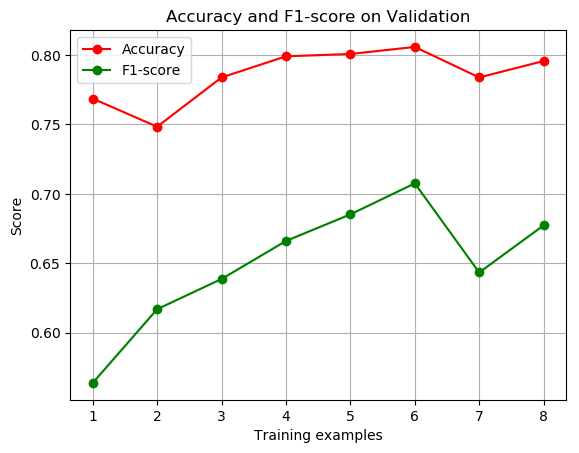 Accuracy and F1-score on Validation
Accuracy
F1-score
0.80
0.75
0.70
0.65
0.60
Score
1 2 3 4 5 6 7 8
Training examples